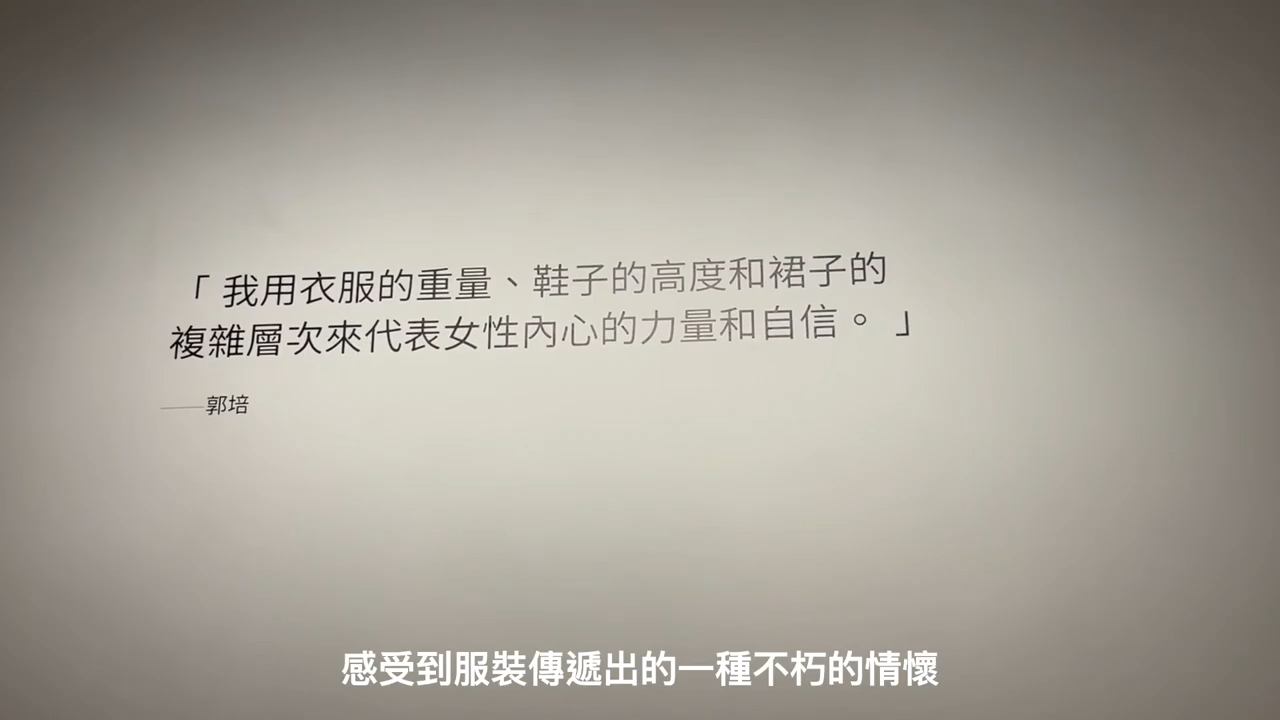 「 我用衣服的重量、鞋子的高度和裙子的
複雜層次來代表女性內心的力量和自信。 」
——郭培
感受到服裝傳遞出的一種不朽的情懷